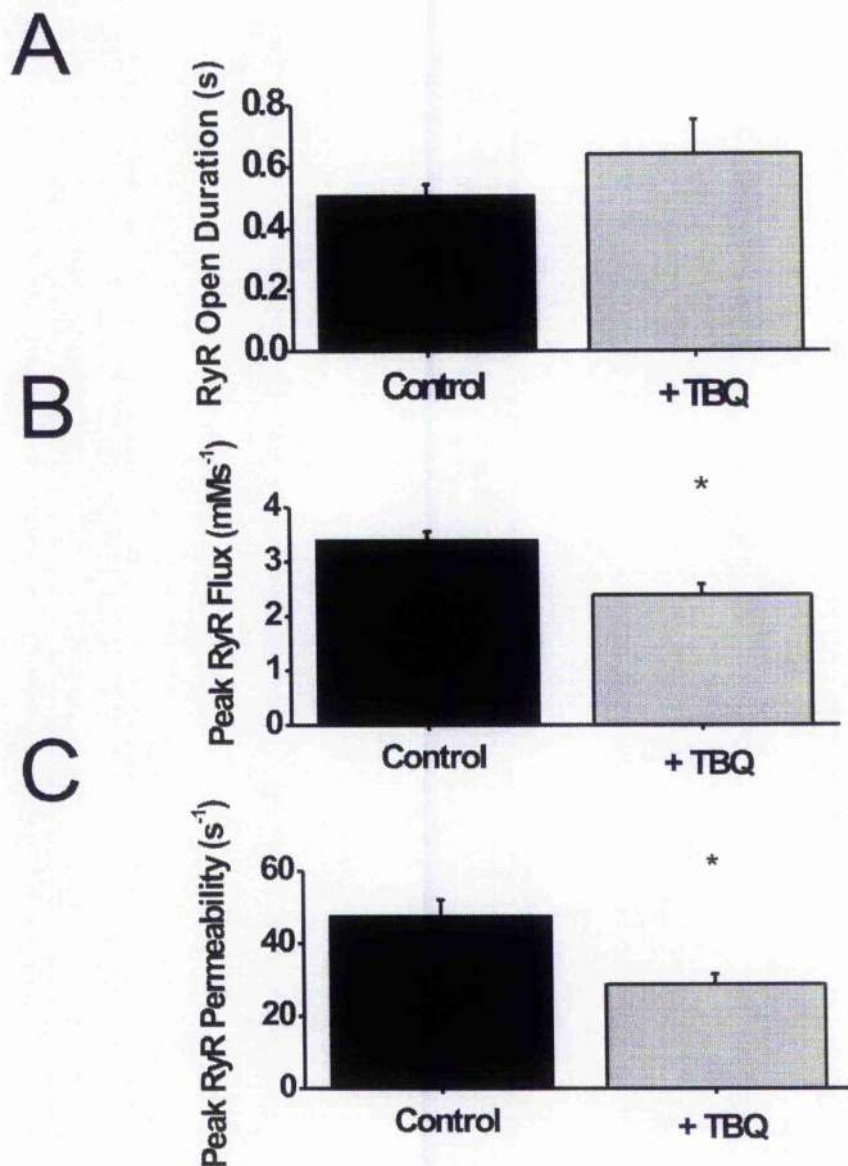 A
RyR Open Duration (s)
0.8
0.6
0.4
0.2
0.0
Control
+ TBQ
B
Peak RyR Flux (mMs⁻¹)
4
3
2
1
0
*
Control
+ TBQ
C
Peak RyR Permeability (s⁻¹)
60
40
20
0
*
Control
+ TBQ